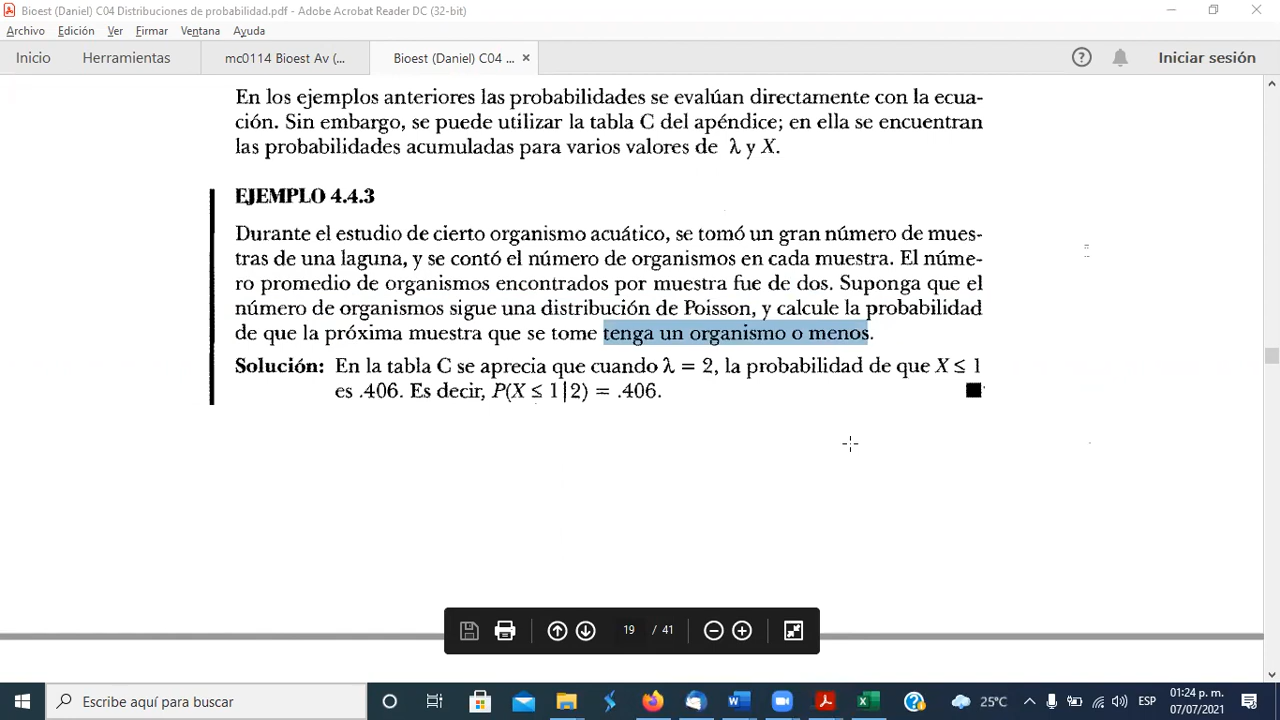 Bioest (Daniel) C04 Distribuciones de probabilidad.pdf - Adobe Acrobat Reader DC (32-bit)
Archivo Edición Ver Firmar Ventana Ayuda
Inicio Herramientas mc0114 Bioest Av (... Bioest (Daniel) C04 ... × ? Iniciar sesión
En los ejemplos anteriores las probabilidades se evalúan directamente con la ecua-
ción. Sin embargo, se puede utilizar la tabla C del apéndice; en ella se encuentran
las probabilidades acumuladas para varios valores de λ y X.
EJEMPLO 4.4.3
Durante el estudio de cierto organismo acuático, se tomó un gran número de mues-
tras de una laguna, y se contó el número de organismos en cada muestra. El núme-
ro promedio de organismos encontrados por muestra fue de dos. Suponga que el
número de organismos sigue una distribución de Poisson, y calcule la probabilidad
de que la próxima muestra que se tome tenga un organismo o menos.
Solución: En la tabla C se aprecia que cuando λ = 2, la probabilidad de que X ≤ 1
es .406. Es decir, P(X ≤ 1|2) = .406.
19 / 41
Escribe aquí para buscar 25°C ESP 01:24 p. m.
07/07/2021